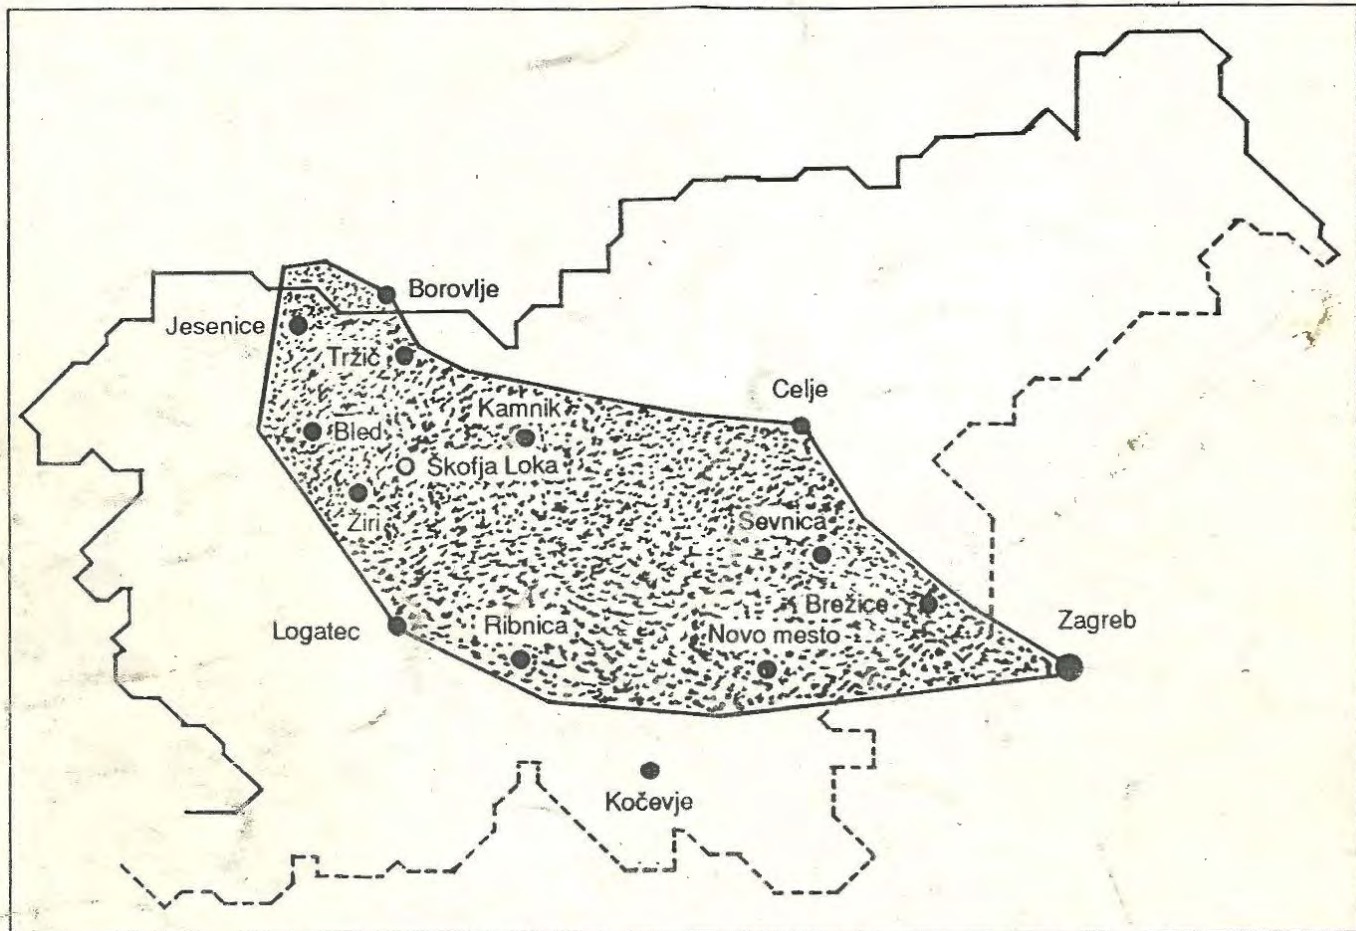 Borovlje
Jesenice
Tržič
Celje
Kamnik
Bled
Škofja Loka
Žiri
Sevnica
Brežice
Zagreb
Logatec
Ribnica
Novo mesto
Kočevje